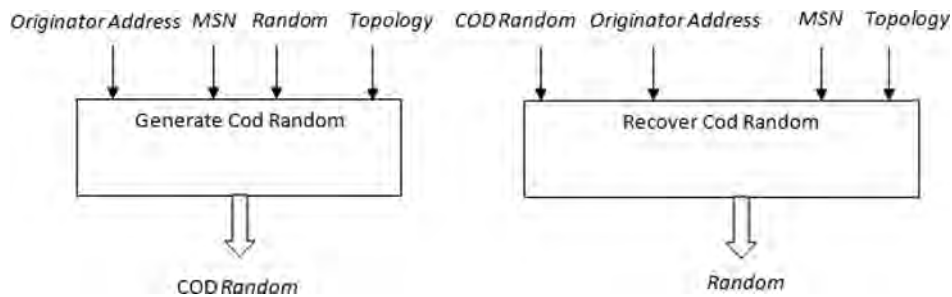 Originator Address MSN Random Topology
COD Random Originator Address MSN Topology
Generate Cod Random
Recover Cod Random
COD Random
Random